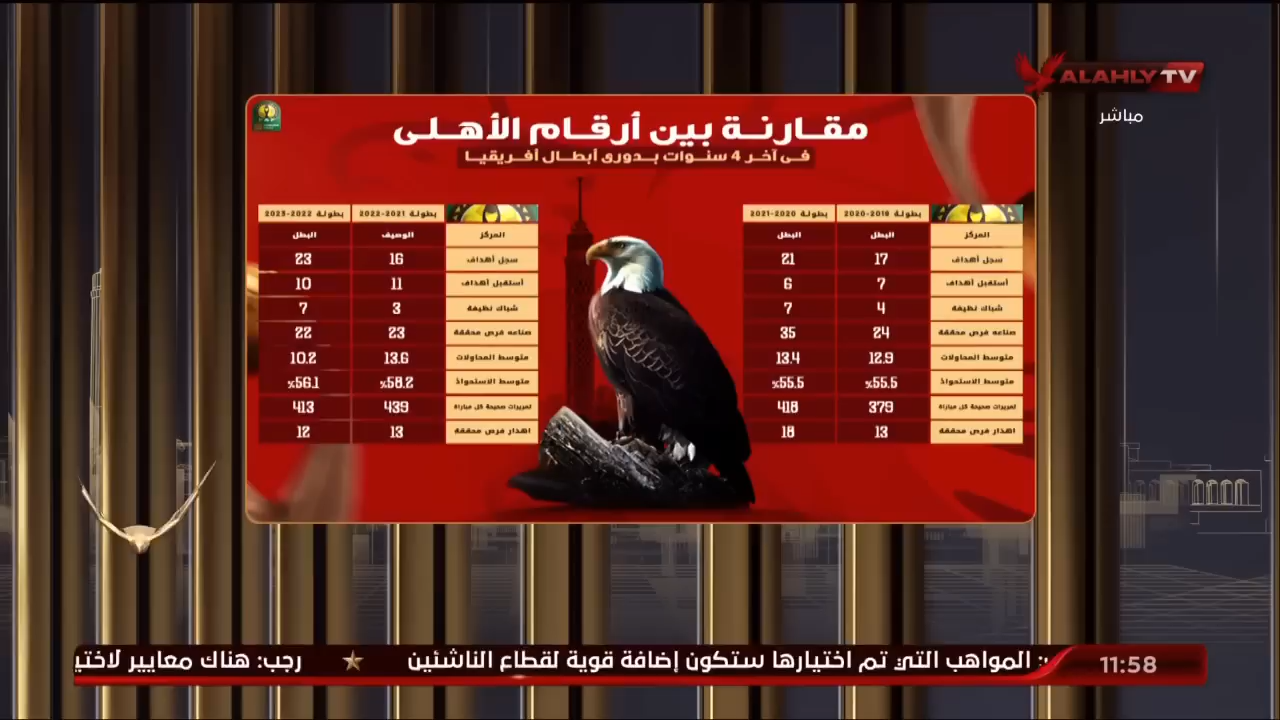 ALAHLY TV
مباشر
مقارنة بين أرقام الأهلى
فى آخر 4 سنوات بدورى أبطال أفريقيا
بطولة 2019-2020 بطولة 2020-2021
المركز البطل البطل
سجل أهداف 17 21
أستقبل أهداف 7 6
شباك نظيفة 4 7
صناعه فرص محققة 24 35
متوسط المحاولات 12.9 13.4
متوسط الاستحواذ 55.5% 55.5%
تمريرات صحيحة كل مباراة 379 418
اهدار فرص محققة 13 18
بطولة 2021-2022 بطولة 2022-2023
المركز الوصيف البطل
سجل أهداف 16 23
أستقبل أهداف 11 10
شباك نظيفة 3 7
صناعه فرص محققة 23 22
متوسط المحاولات 13.6 10.2
متوسط الاستحواذ 58.2% 56.1%
تمريرات صحيحة كل مباراة 439 413
اهدار فرص محققة 13 12
11:58
: المواهب التي تم اختيارها ستكون إضافة قوية لقطاع الناشئين ★ رجب: هناك معايير لاختي